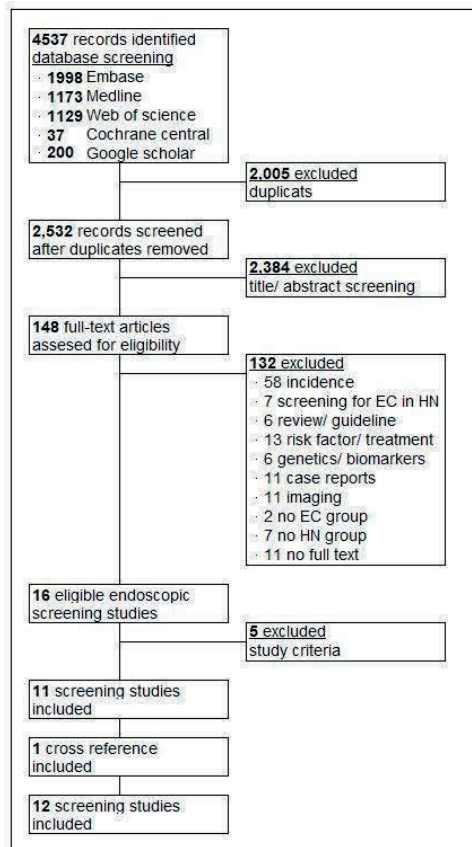 4537 records identified
database screening
· 1998 Embase
· 1173 Medline
· 1129 Web of science
· 37 Cochrane central
· 200 Google scholar
2,005 excluded
duplicats
2,532 records screened
after duplicates removed
2,384 excluded
title/ abstract screening
148 full-text articles
assesed for eligibility
132 excluded
· 58 incidence
· 7 screening for EC in HN
· 6 review/ guideline
· 13 risk factor/ treatment
· 6 genetics/ biomarkers
· 11 case reports
· 11 imaging
· 2 no EC group
· 7 no HN group
· 11 no full text
16 eligible endoscopic
screening studies
5 excluded
study criteria
11 screening studies
included
1 cross reference
included
12 screening studies
included